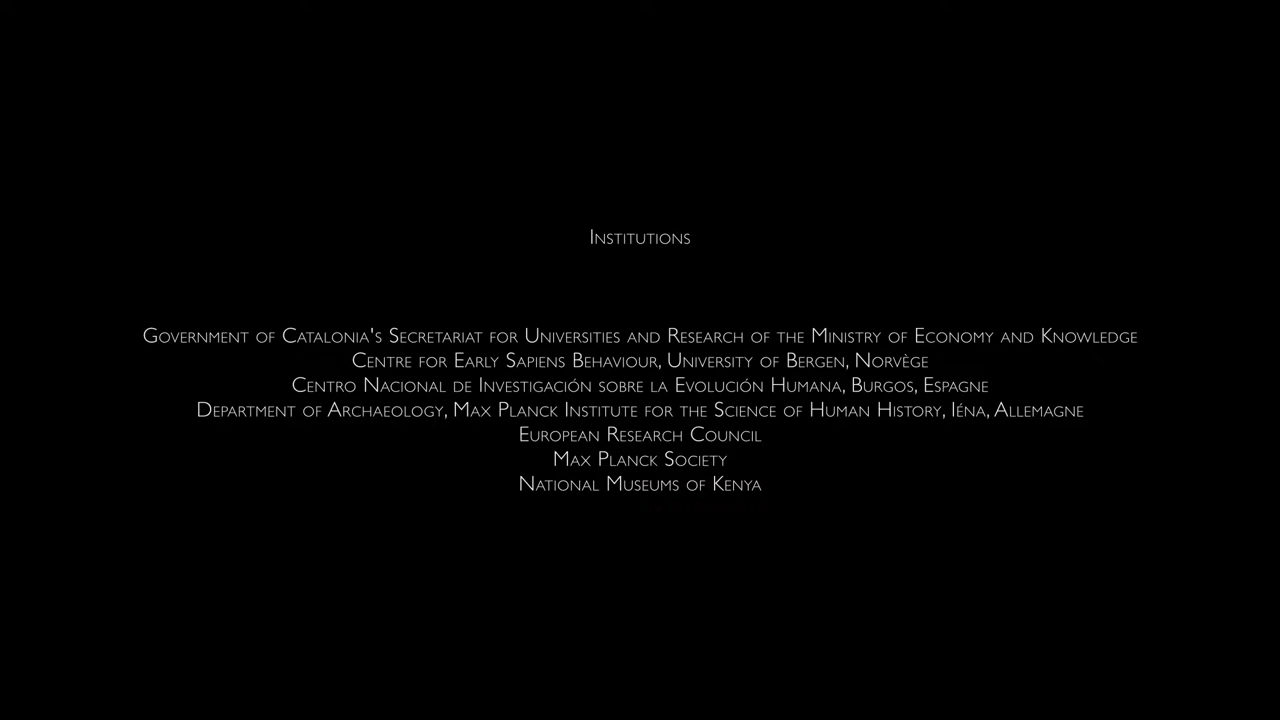 Institutions
Government of Catalonia's Secretariat for Universities and Research of the Ministry of Economy and Knowledge
Centre for Early Sapiens Behaviour, University of Bergen, Norvège
Centro Nacional de Investigación sobre la Evolución Humana, Burgos, Espagne
Department of Archaeology, Max Planck Institute for the Science of Human History, Iéna, Allemagne
European Research Council
Max Planck Society
National Museums of Kenya